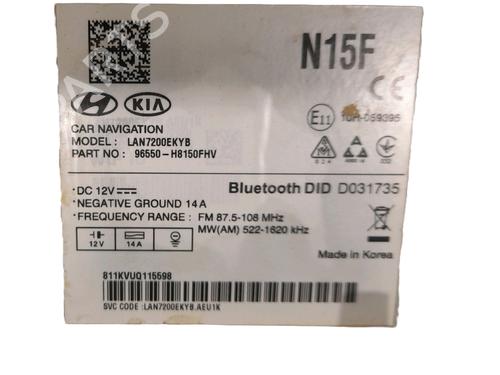 N15F
HYUNDAI KIA
E11 10R-059395
CAR NAVIGATION
MODEL : LAN7200EKYB
P/NO : 96550-H8150FHV
•DC 12V
•NEGATIVE GROUND 14A
•FREQUENCY RANGE : FM 87.5-108 MHz
MW(AM) 522-1620 kHz
Bluetooth DID D031735
12V 14A
Made in Korea
811KVUQ115598
SVC CODE : LAN7200EKYB.AEU1K